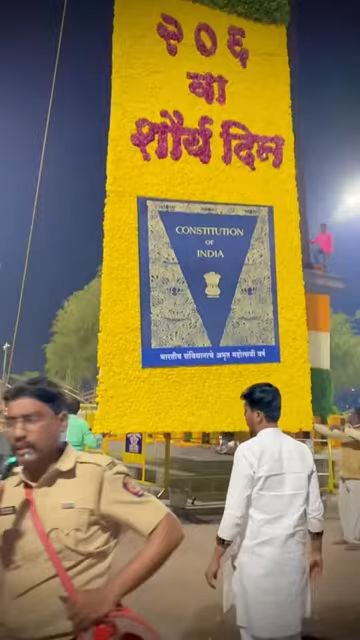 २०६
वा
शौर्य दिन
CONSTITUTION
OF
INDIA
भारतीय संविधानाचे अमृत महोत्सवी वर्ष